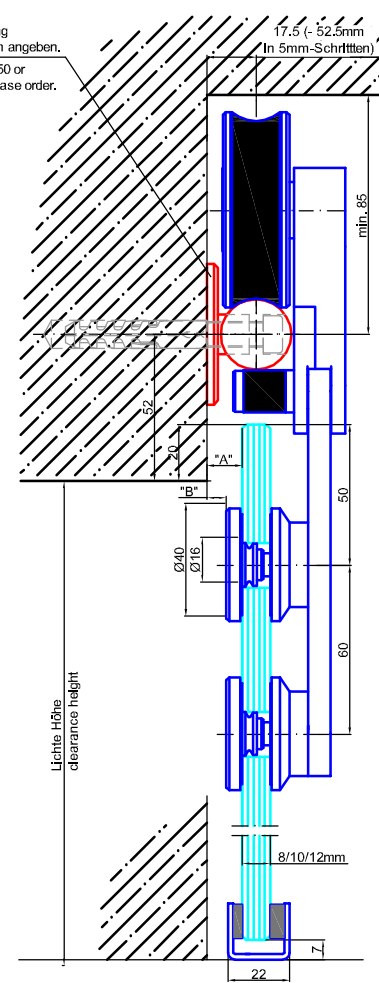 g
n angeben.
50 or
ase order.
17.5 (- 52.5mm
In 5mm-Schrittten)
min. 85
52
20
"A"
"B"
Ø40
Ø16
50
60
Lichte Höhe
clearance height
8/10/12mm
7
22